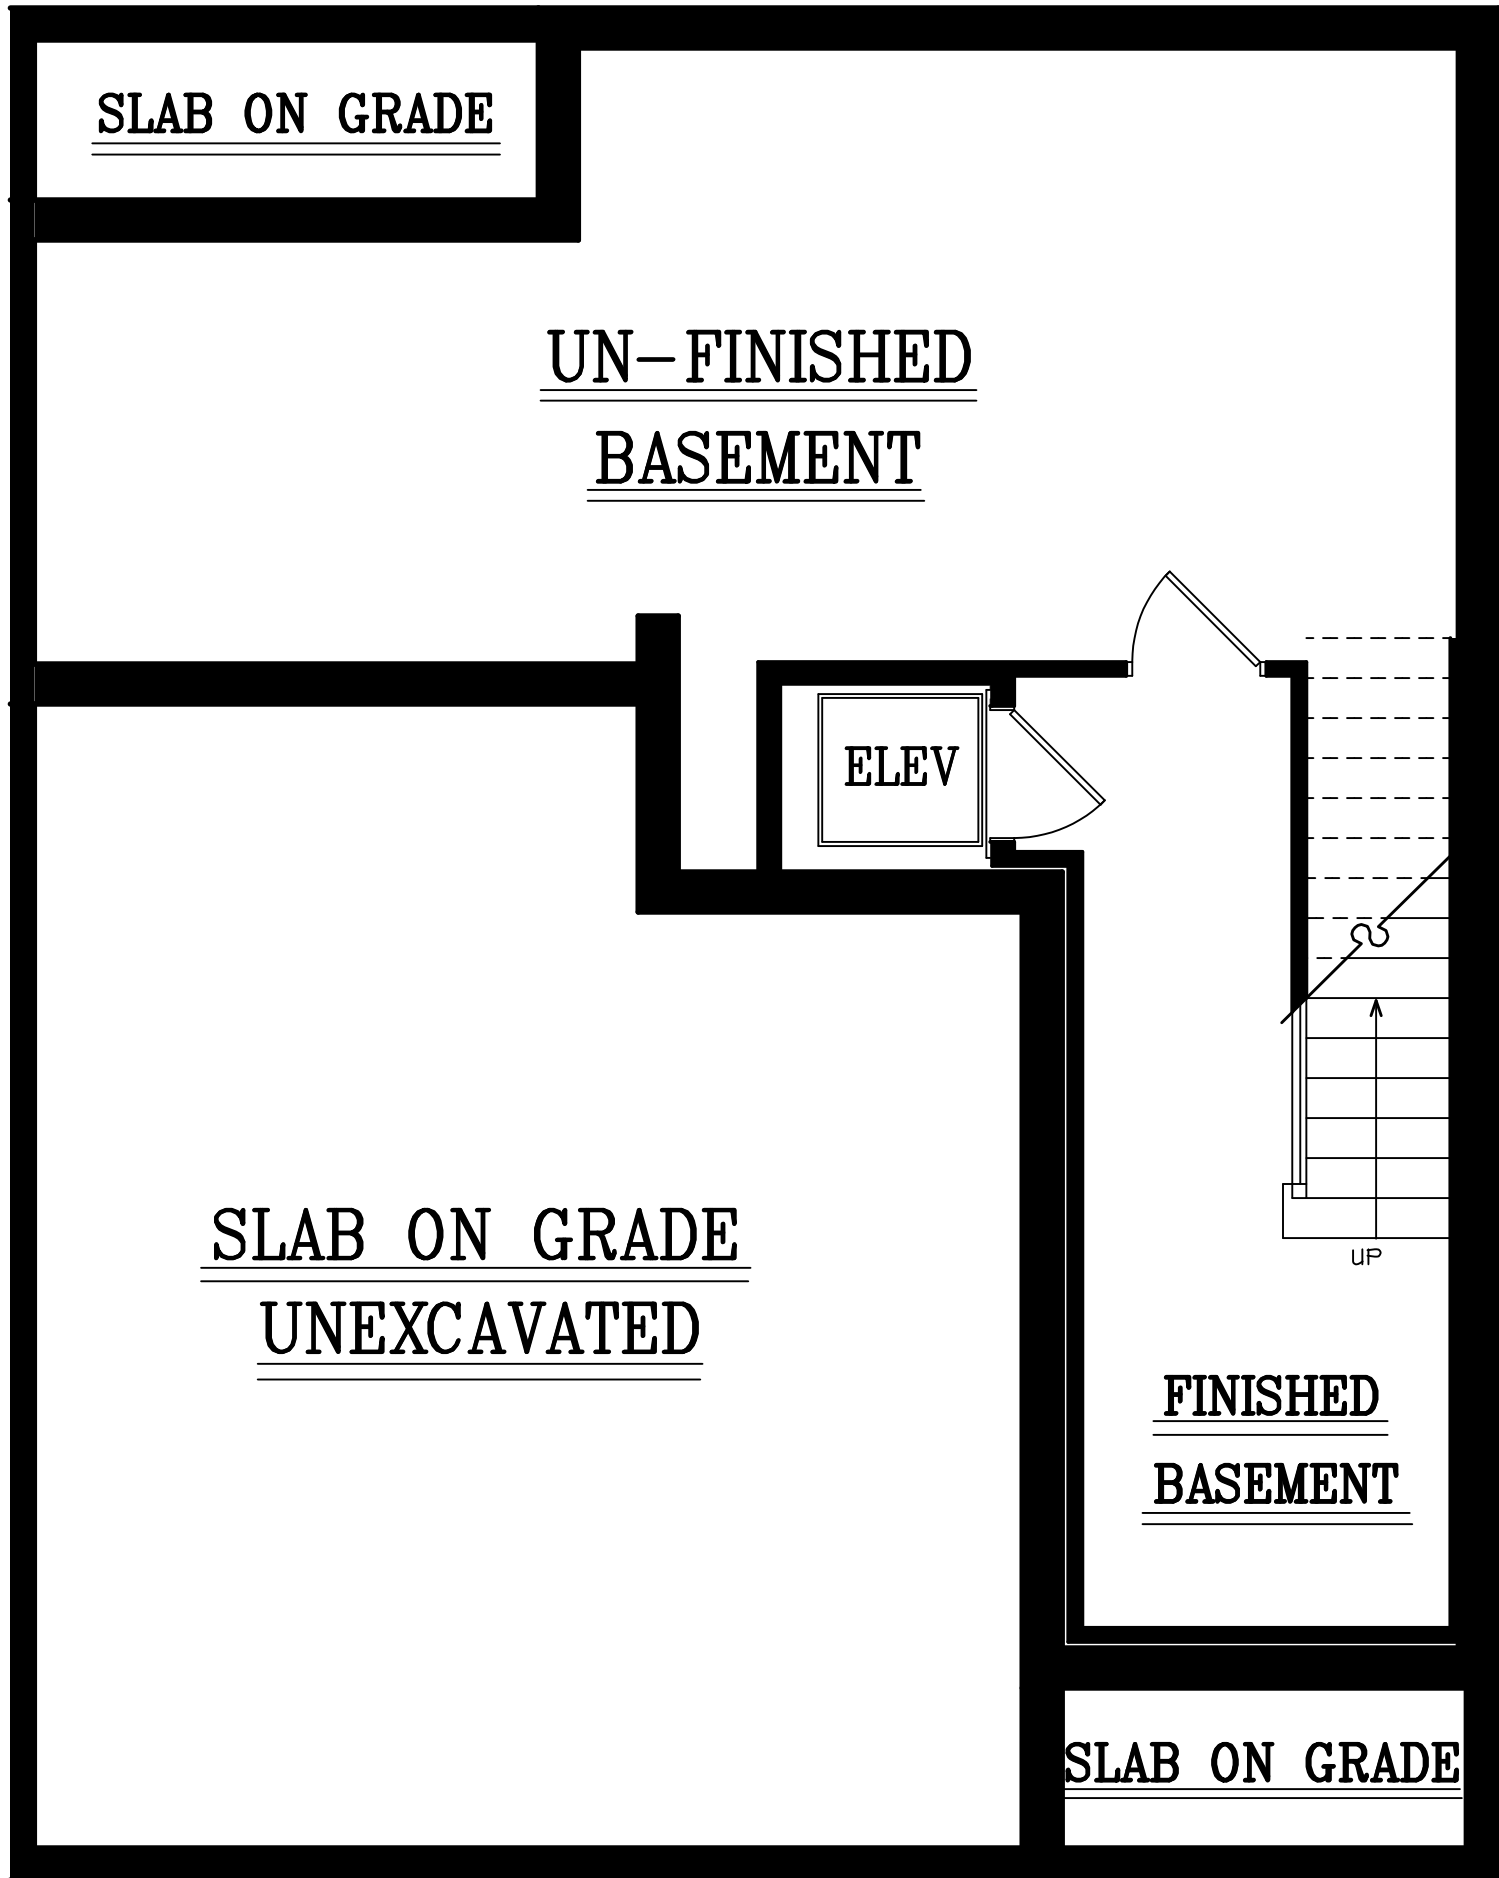 SLAB ON GRADE
UN-FINISHED
BASEMENT
ELEV
SLAB ON GRADE
UNEXCAVATED
UP
FINISHED
BASEMENT
SLAB ON GRADE